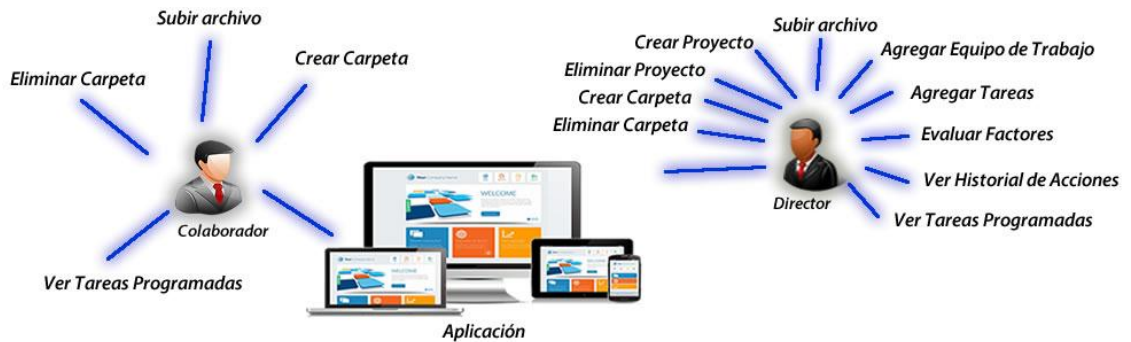 Subir archivo
Eliminar Carpeta
Crear Carpeta
Colaborador
Ver Tareas Programadas
WELCOME
WELCOME
Aplicación
Subir archivo
Crear Proyecto
Agregar Equipo de Trabajo
Eliminar Proyecto
Agregar Tareas
Crear Carpeta
Eliminar Carpeta
Evaluar Factores
Ver Historial de Acciones
Director
Ver Tareas Programadas